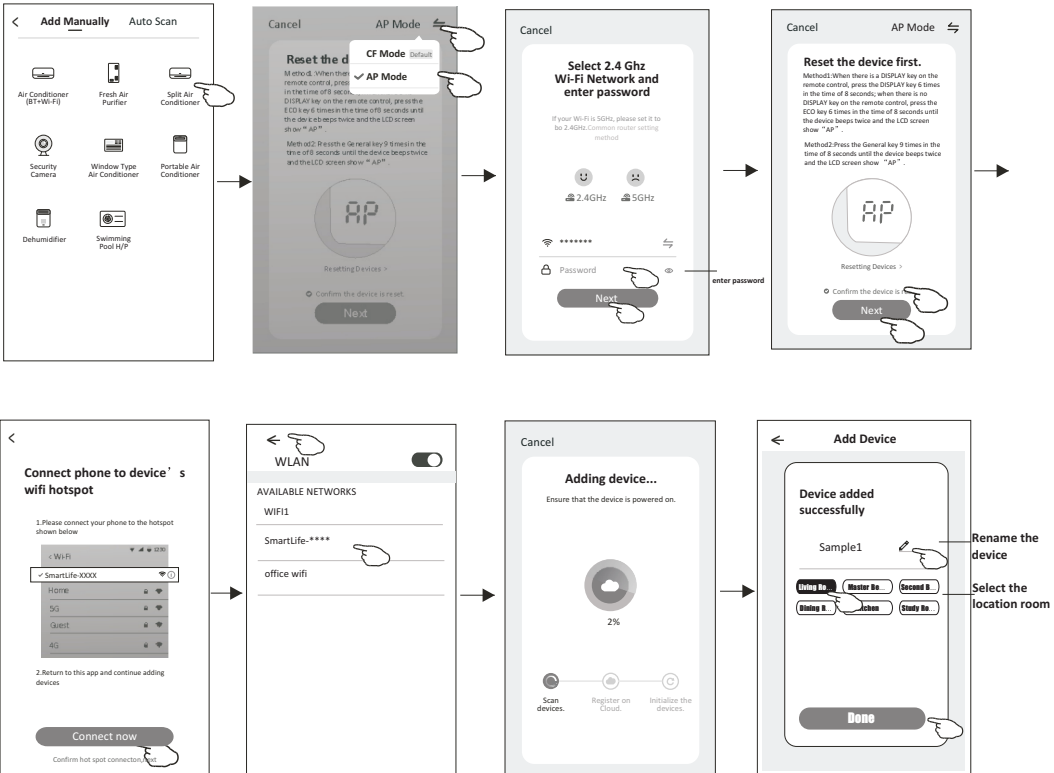 Add Manually Auto Scan
Air Conditioner
(BT+Wi-Fi)
Fresh Air
Purifier
Split Air
Conditioner
Security
Camera
Window Type
Air Conditioner
Portable Air
Conditioner
Dehumidifier
Swimming
Pool H/P
Cancel AP Mode
CF Mode Default
AP Mode
Reset the d
Method1:When ther
remote control, press
in the time of 8 secon
DISPLAY key on the remote control, press the
ECO key 6 times in the time of 8 seconds until
the device beeps twice and the LCD screen
show “AP”.
Method2:Press the General key 9 times in the
time of 8 seconds until the device beeps twice
and the LCD screen show “AP”.
AP
Resetting Devices >
Confirm the device is reset.
Next
Cancel
Select 2.4 Ghz
Wi-Fi Network and
enter password
If your Wi-Fi is 5GHz, please set it to
be 2.4GHz.Common router setting
method
2.4GHz 5GHz
*******
Password
enter password
Next
Cancel AP Mode
Reset the device first.
Method1:When there is a DISPLAY key on the
remote control, press the DISPLAY key 6 times
in the time of 8 seconds; when there is no
DISPLAY key on the remote control, press the
ECO key 6 times in the time of 8 seconds until
the device beeps twice and the LCD screen
show “AP”.
Method2:Press the General key 9 times in the
time of 8 seconds until the device beeps twice
and the LCD screen show “AP”.
AP
Resetting Devices >
Confirm the device is r
Next
Connect phone to device’s
wifi hotspot
1.Please connect your phone to the hotspot
shown below
12:30
< Wi-Fi
SmartLife-XXXX
Home
5G
Guest
4G
2.Return to this app and continue adding
devices
Connect now
Confirm hot spot connecton,next
WLAN
AVAILABLE NETWORKS
WIFI1
SmartLife-****
office wifi
Cancel
Adding device...
Ensure that the device is powered on.
2%
Scan
devices.
Register on
Cloud.
Initialize the
devices.
Add Device
Device added
successfully
Sample1
Rename the
device
Living Ro... Master Be... Second B...
Dining R... tchen Study Ro...
Select the
location room
Done